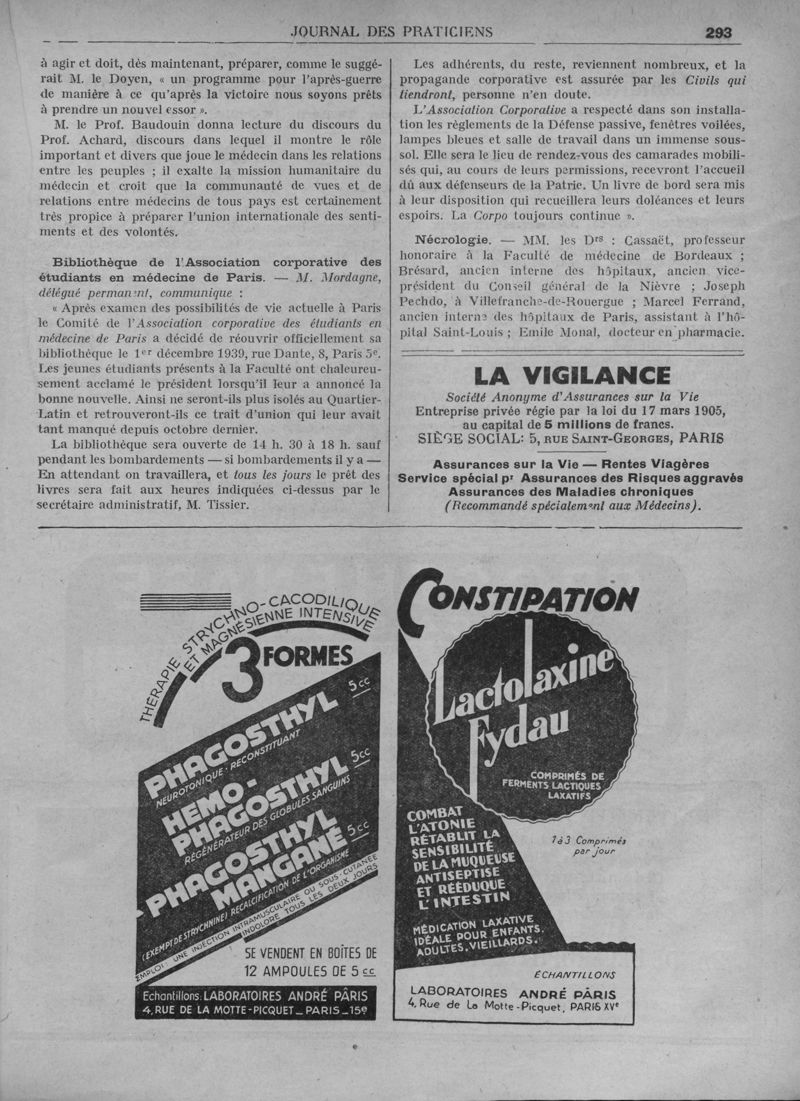 JOURNAL DES PRATICIENS
293
à agir et doit, dès maintenant, préparer, comme le suggé-
rait M. le Doyen, « un programme pour l'après-guerre
de manière à ce qu'après la victoire nous soyons prêts
à prendre un nouvel essor ».
M. le Prof. Baudouin donna lecture du discours du
Prof. Achard, discours dans lequel il montre le rôle
important et divers que joue le médecin dans les relations
entre les peuples ; il exalte la mission humanitaire du
médecin et croit que la communauté de vues et de
relations entre médecins de tous pays est certainement
très propice à préparer l'union internationale des senti-
ments et des volontés.
Bibliothèque de l'Association corporative des
étudiants en médecine de Paris. — M. Mordagne,
délégué permanent, communique :
« Après examen des possibilités de vie actuelle à Paris
le Comité de l'Association corporative des étudiants en
médecine de Paris a décidé de réouvrir officiellement sa
bibliothèque le 1er décembre 1939, rue Dante, 8, Paris 5e.
Les jeunes étudiants présents à la Faculté ont chaleureu-
sement acclamé le président lorsqu'il leur a annoncé la
bonne nouvelle. Ainsi ne seront-ils plus isolés au Quartier-
Latin et retrouveront-ils ce trait d'union qui leur avait
tant manqué depuis octobre dernier.
La bibliothèque sera ouverte de 14 h. 30 à 18 h. sauf
pendant les bombardements — si bombardements il y a —
En attendant on travaillera, et tous les jours le prêt des
livres sera fait aux heures indiquées ci-dessus par le
secrétaire administratif, M. Tissier.
Les adhérents, du reste, reviennent nombreux, et la
propagande corporative est assurée par les Civils qui
tiendront, personne n'en doute.
L'Association Corporative a respecté dans son installa-
tion les règlements de la Défense passive, fenêtres voilées,
lampes bleues et salle de travail dans un immense sous-
sol. Elle sera le lieu de rendez-vous des camarades mobili-
sés qui, au cours de leurs permissions, recevront l'accueil
dû aux défenseurs de la Patrie. Un livre de bord sera mis
à leur disposition qui recueillera leurs doléances et leurs
espoirs. La Corpo toujours continue ».
Nécrologie. — MM. les Drs : Cassaët, professeur
honoraire à la Faculté de médecine de Bordeaux ;
Brésard, ancien interne des hôpitaux, ancien vice-
président du Conseil général de la Nièvre ; Joseph
Pechdo, à Villefranche-de-Rouergue ; Marcel Ferrand,
ancien interne des hôpitaux de Paris, assistant à l'hô-
pital Saint-Louis ; Emile Monal, docteur en pharmacie.
LA VIGILANCE
Société Anonyme d'Assurances sur la Vie
Entreprise privée régie par la loi du 17 mars 1905,
au capital de 5 millions de francs.
SIÈGE SOCIAL: 5, RUE SAINT-GEORGES, PARIS
Assurances sur la Vie — Rentes Viagères
Service spécial pr Assurances des Risques aggravés
Assurances des Maladies chroniques
(Recommandé spécialement aux Médecins).
THÉRAPIE STRYCHNO-CACODILIQUE
ET MAGNÉSIENNE INTENSIVE
3 FORMES
PHAGOSTHYL 5cc
NEUROTONIQUE-RECONSTITUANT
HEMO-
PHAGOSTHYL 5cc
RÉGÉNÉRATEUR DES GLOBULES SANGUINS
PHAGOSTHYL
MANGANÉ 5cc
(EXEMPT DE STRYCHNINE) RECALCIFICATION DE L'ORGANISME
EMPLOI : UNE INJECTION INTRAMUSCULAIRE OU SOUS-CUTANÉE
INDOLORE TOUS LES DEUX JOURS
SE VENDENT EN BOÎTES DE
12 AMPOULES DE 5 cc
Echantillons: LABORATOIRES ANDRÉ PÂRIS
4, RUE DE LA MOTTE-PICQUET _ PARIS _ 15e
CONSTIPATION
Lactolaxine
Fydau
COMPRIMÉS DE
FERMENTS LACTIQUES
LAXATIFS
COMBAT
L'ATONIE
RÉTABLIT LA
SENSIBILITÉ
DE LA MUQUEUSE
ANTISEPTISE
ET RÉÉDUQUE
L'INTESTIN
1 à 3 Comprimés
par jour
MÉDICATION LAXATIVE
IDÉALE POUR ENFANTS,
ADULTES, VIEILLARDS.
ÉCHANTILLONS
LABORATOIRES ANDRÉ PÂRIS
4, Rue de La Motte-Picquet, PARIS XVe